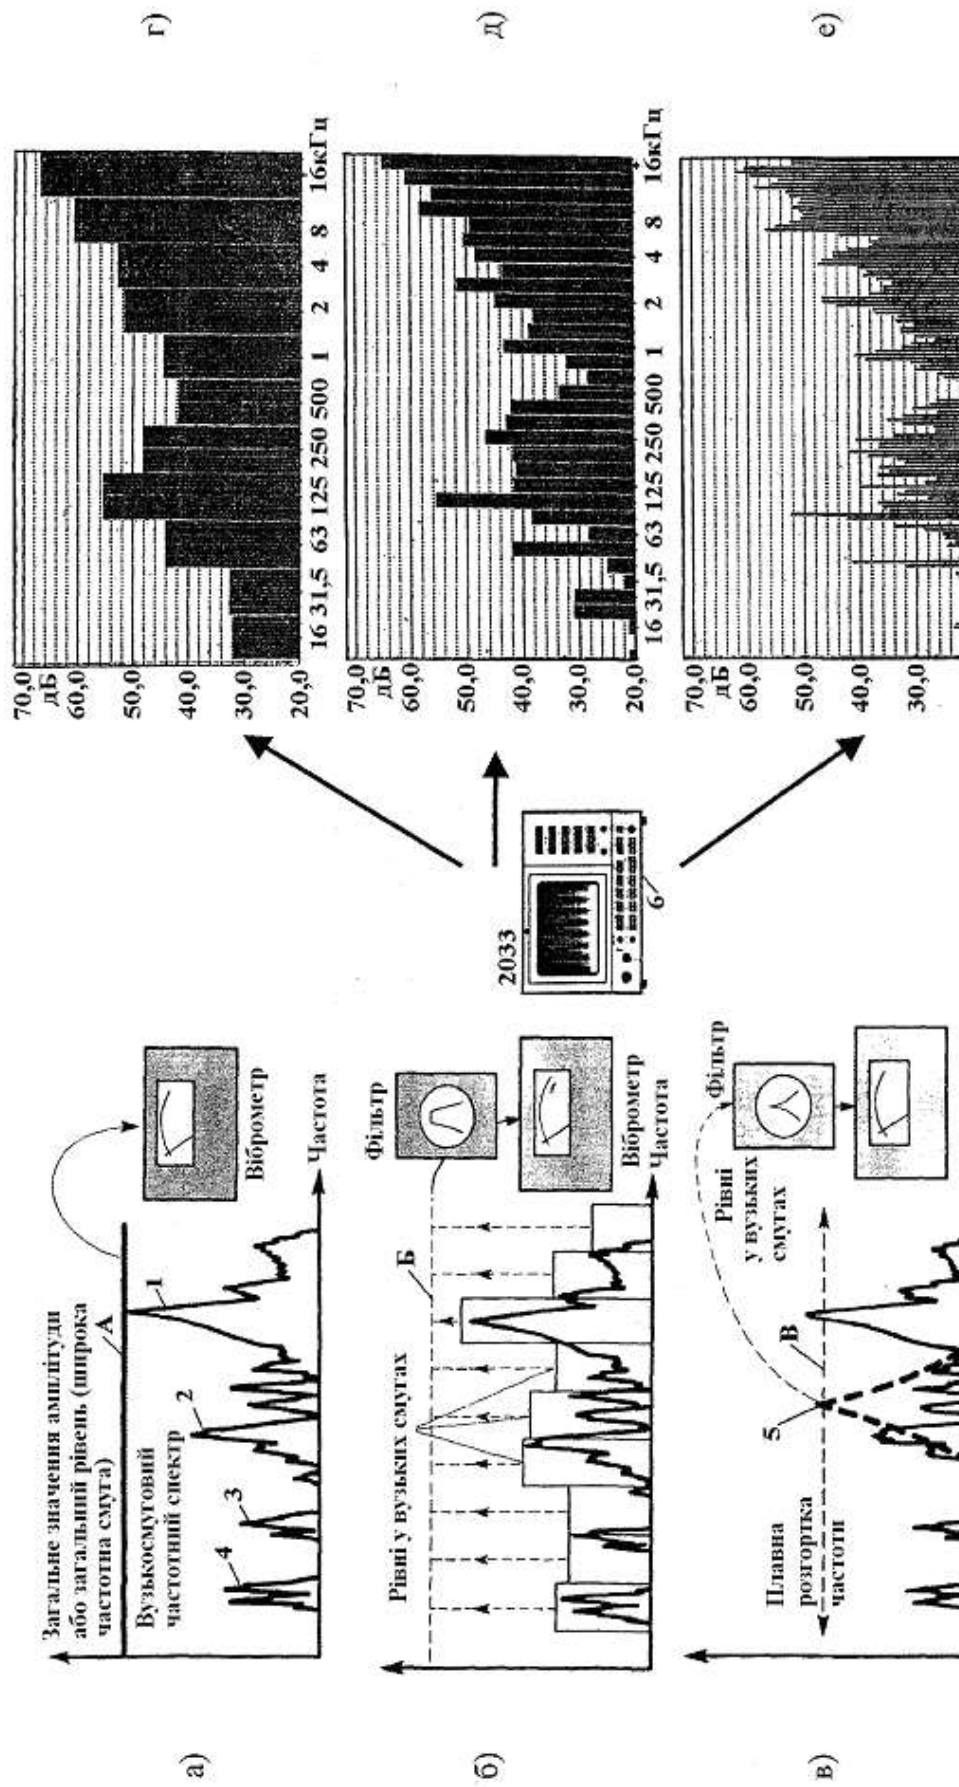 а)
Загальне значення амплітуди
або загальний рівень (широка
частотна смуга)
А
Вузькосмуговий
частотний спектр
1
2
3
4
Частота
Віброметр
б)
Рівні у вузьких смугах
Б
Фільтр
Віброметр
Частота
в)
Плавна
розгортка
частоти
5
В
Рівні
у вузьких
смугах
Фільтр
2033
6
г)
70,0
дБ
60,0
50,0
40,0
30,0
20,0
16 31,5 63 125 250 500 1 2 4 8 16кГц
д)
70,0
дБ
60,0
50,0
40,0
30,0
20,0
16 31,5 63 125 250 500 1 2 4 8 16кГц
е)
70,0
дБ
60,0
50,0
40,0
30,0